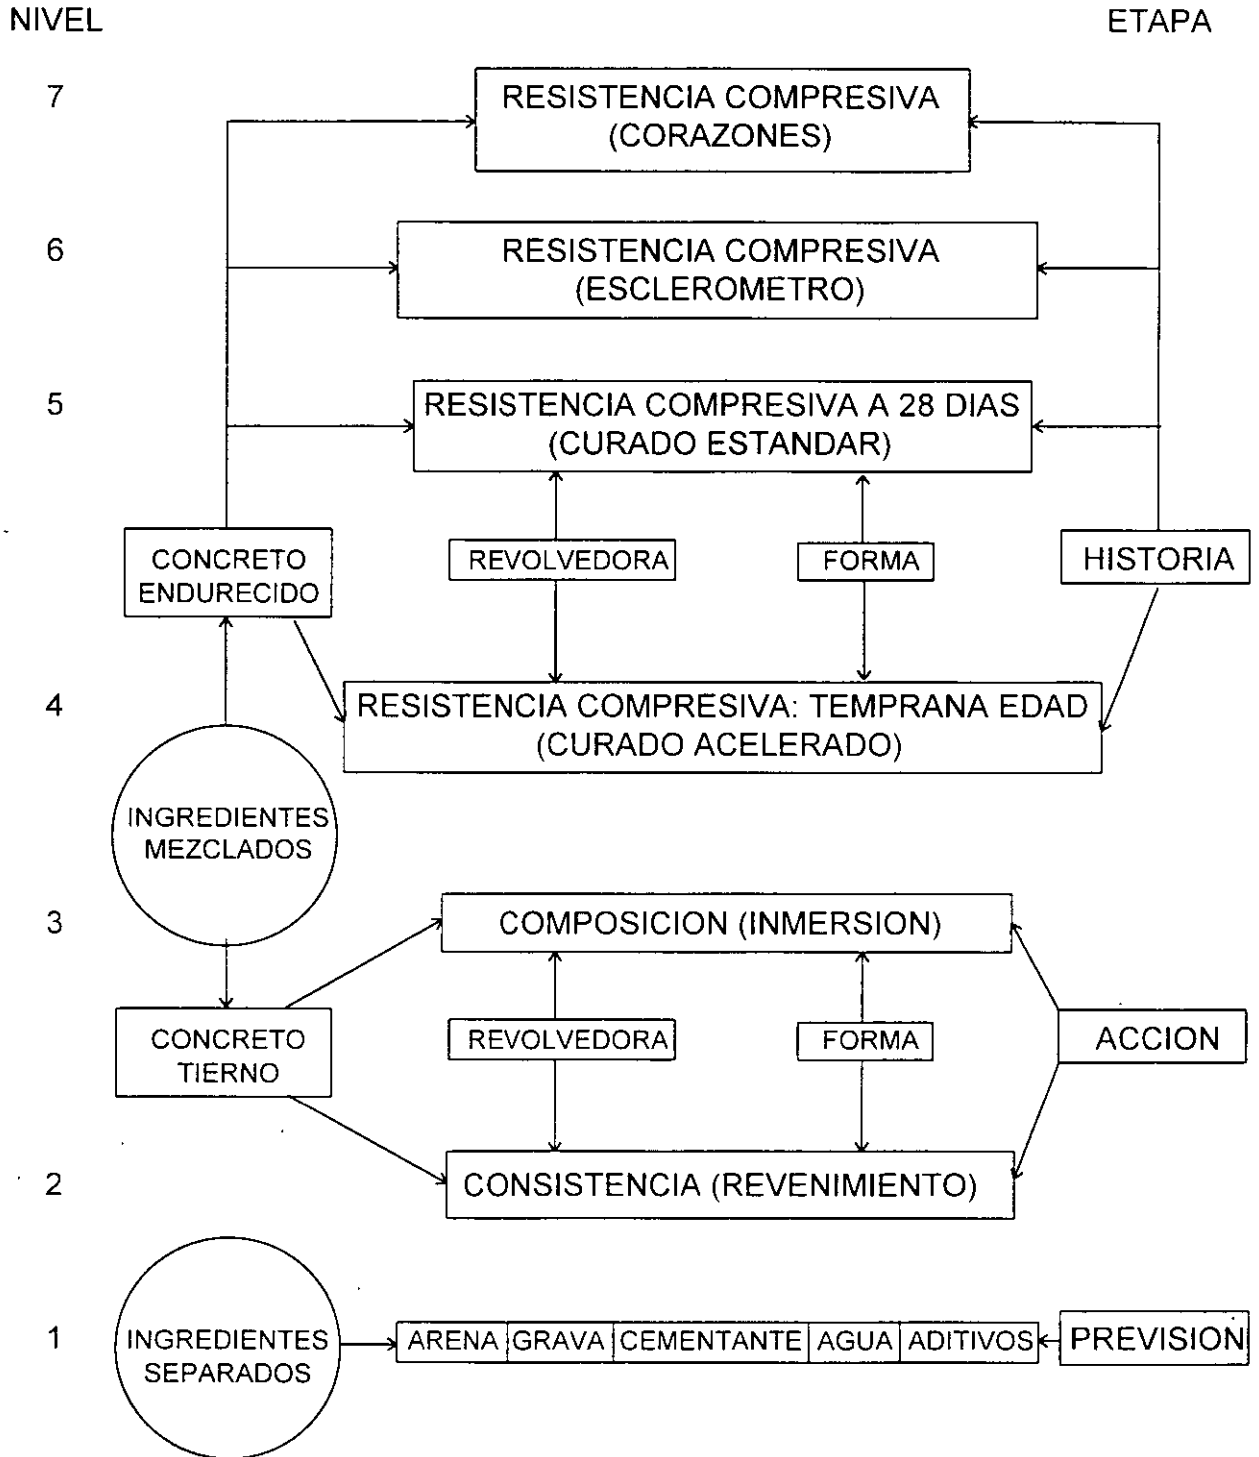 NIVEL
ETAPA
7
RESISTENCIA COMPRESIVA
(CORAZONES)
6
RESISTENCIA COMPRESIVA
(ESCLEROMETRO)
5
RESISTENCIA COMPRESIVA A 28 DIAS
(CURADO ESTANDAR)
CONCRETO
ENDURECIDO
REVOLVEDORA
FORMA
HISTORIA
4
RESISTENCIA COMPRESIVA: TEMPRANA EDAD
(CURADO ACELERADO)
INGREDIENTES
MEZCLADOS
3
COMPOSICION (INMERSION)
CONCRETO
TIERNO
REVOLVEDORA
FORMA
ACCION
2
CONSISTENCIA (REVENIMIENTO)
1
INGREDIENTES
SEPARADOS
ARENA GRAVA CEMENTANTE AGUA ADITIVOS
PREVISION